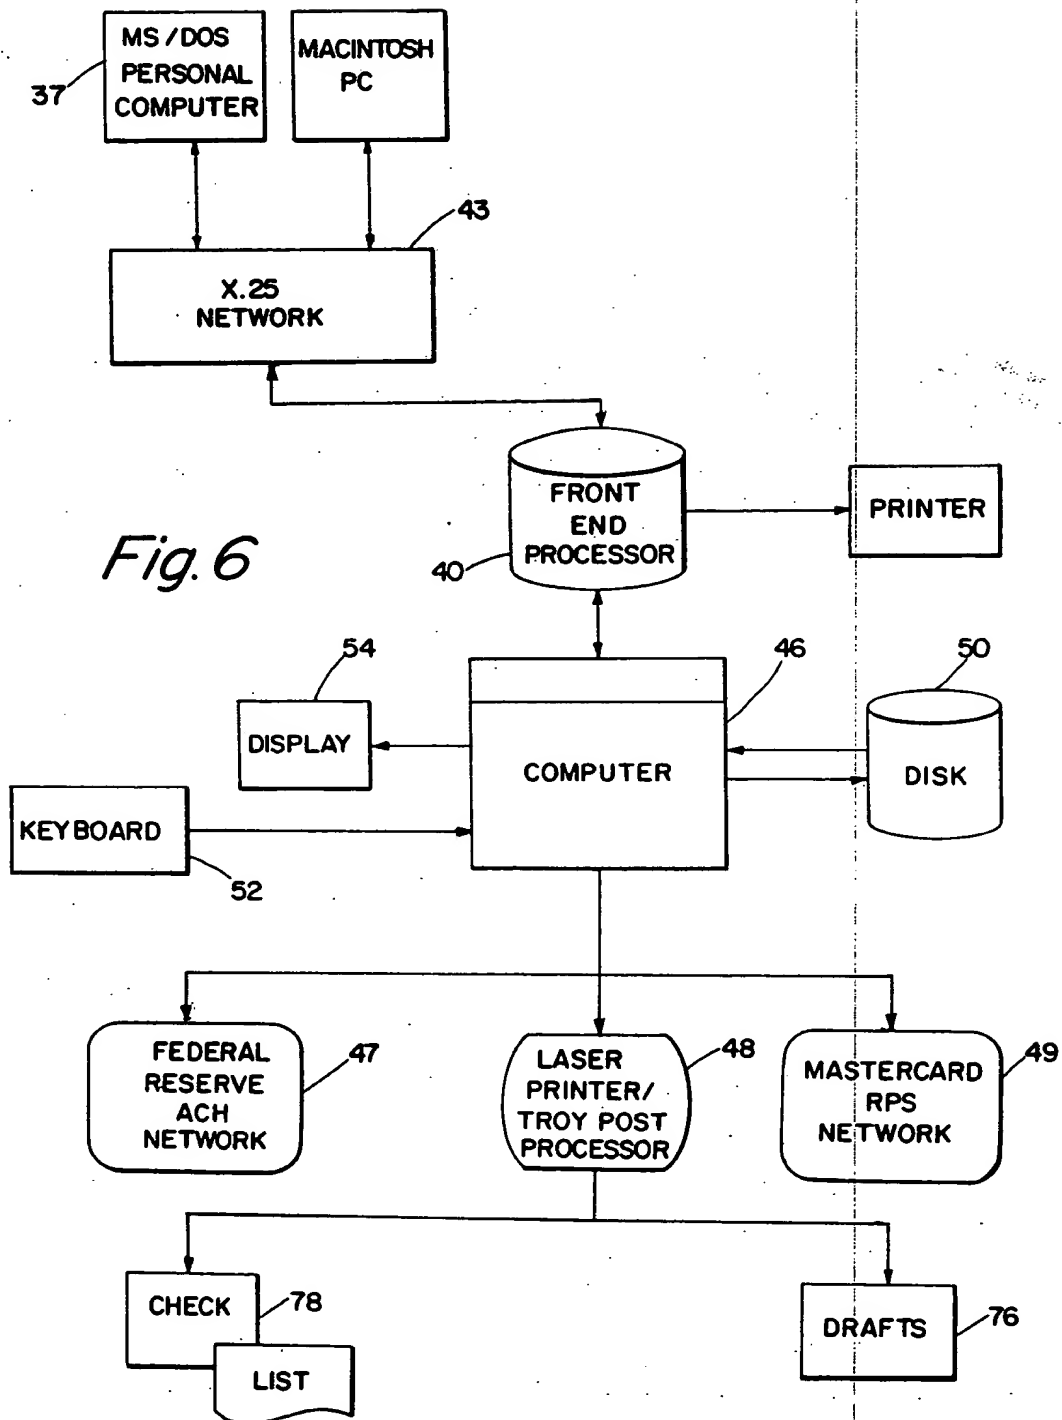 MS/DOS
PERSONAL
COMPUTER
MACINTOSH
PC
37
43
X.25
NETWORK
FRONT
END
PROCESSOR
PRINTER
Fig. 6
40
54
46
50
DISPLAY
COMPUTER
DISK
KEYBOARD
52
FEDERAL
RESERVE
ACH
NETWORK
47
LASER
PRINTER/
TROY POST
PROCESSOR
48
MASTERCARD
RPS
NETWORK
49
CHECK
78
LIST
DRAFTS
76